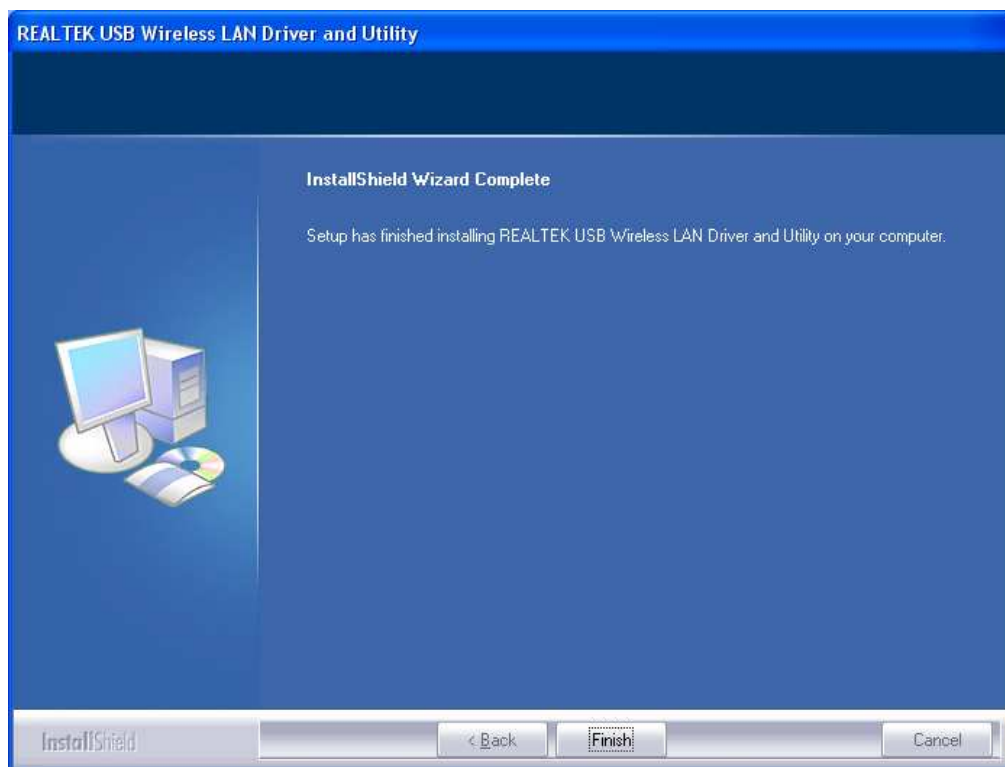 REALTEK USB Wireless LAN Driver and Utility
InstallShield Wizard Complete
Setup has finished installing REALTEK USB Wireless LAN Driver and Utility on your computer.
InstallShield
< Back
Finish
Cancel